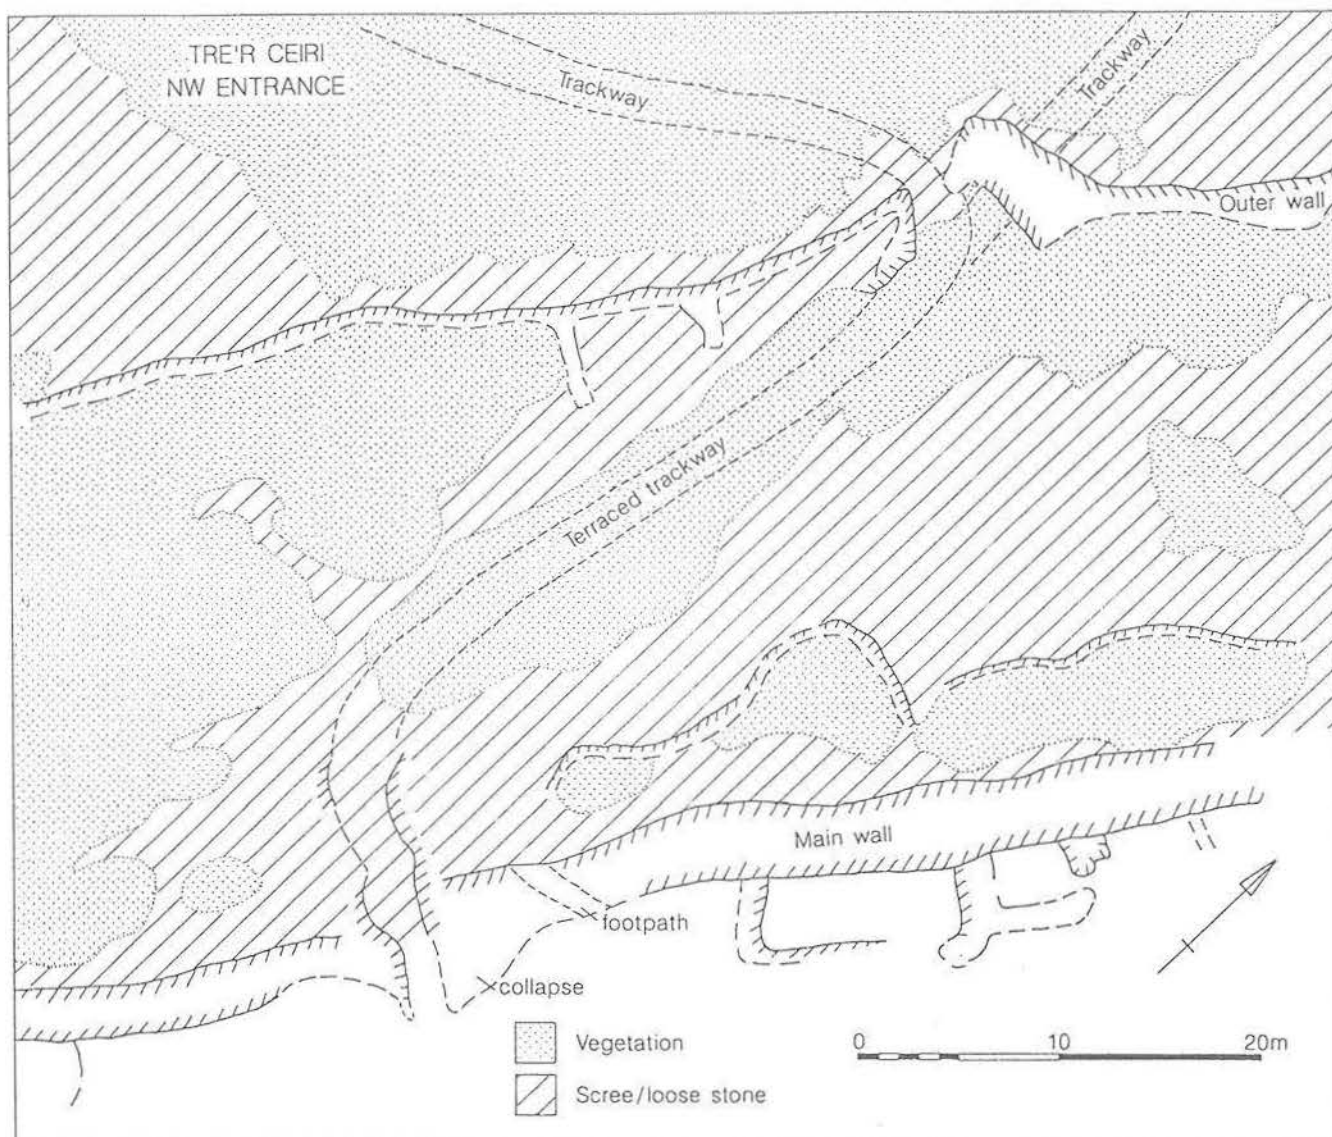 TRE'R CEIRI
NW ENTRANCE
Trackway
Trackway
Outer wall
Terraced trackway
Main wall
footpath
collapse
Vegetation
Scree/loose stone
0 10 20m